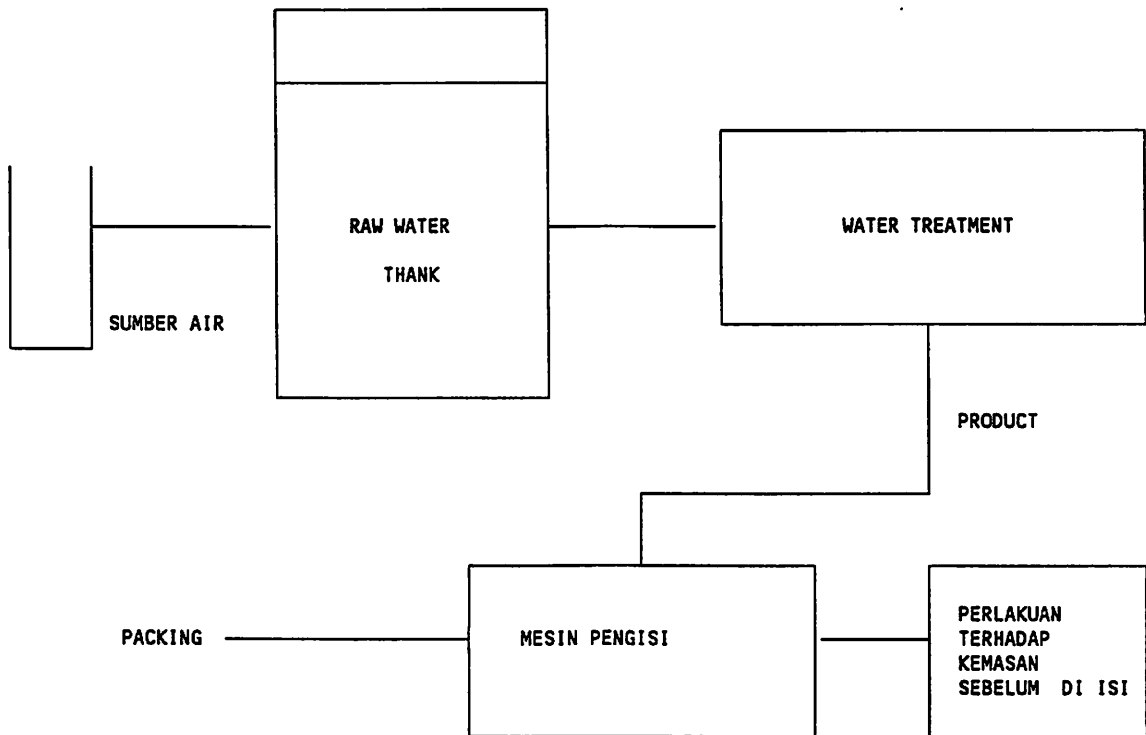 RAW WATER
THANK
WATER TREATMENT
SUMBER AIR
PRODUCT
PACKING
MESIN PENGISI
PERLAKUAN
TERHADAP
KEMASAN
SEBELUM DI ISI